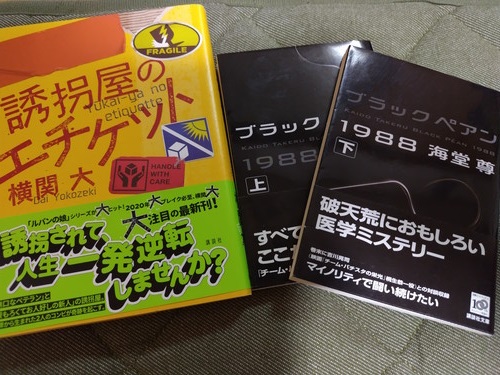 FRAGILE
誘拐屋の
Yukai-ya no
etiquette
エチケット
横関 大
Dai Yokozeki
HANDLE
WITH
CARE
「ルパンの娘」シリーズが大ヒット!2020年大ブレイク必至、横関大
大注目の最新刊!
誘拐されて
人生一発逆転
しませんか?
講談社
ブラック
KAIDO TAKERU BL
1988
上
すべて
ここ
「チーム・バチ
ブラックペアン
KAIDO TAKERU BLACK PEAN 1988
1988 海堂 尊
下
破天荒におもしろい
医学ミステリー
マイノリティで闘い続けたい
講談社文庫